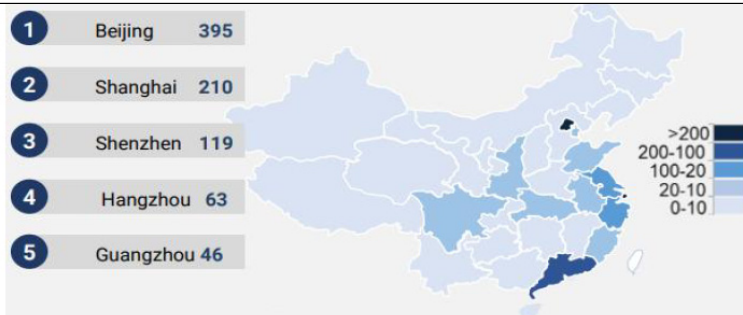 1 Beijing 395
2 Shanghai 210
3 Shenzhen 119
4 Hangzhou 63
5 Guangzhou 46
>200
200-100
100-20
20-10
0-10